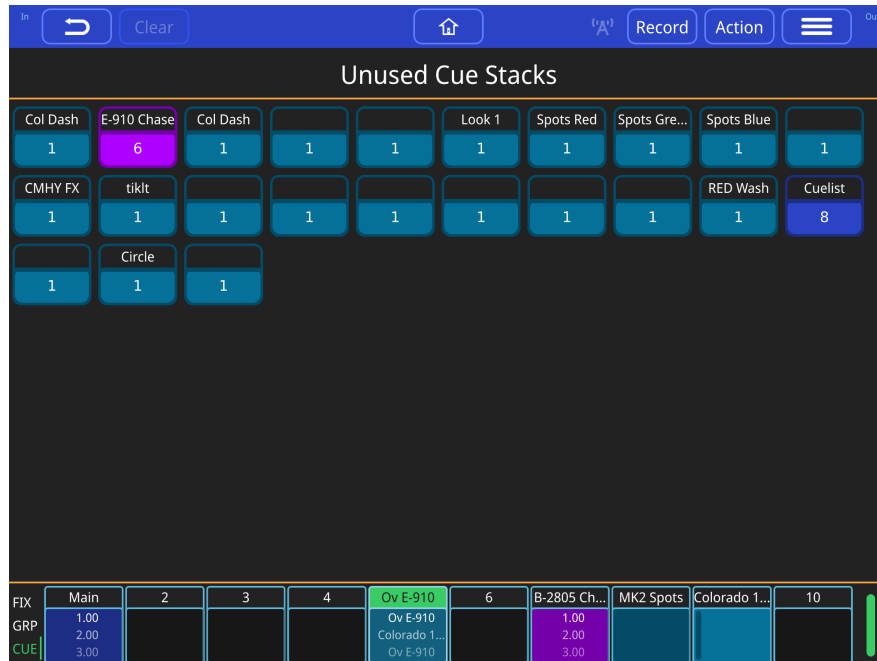 In
Clear
Record
Action
Ou
Unused Cue Stacks
Col Dash E-910 Chase Col Dash Look 1 Spots Red Spots Gre... Spots Blue
1 6 1 1 1 1 1 1 1 1
CMHY FX tiklt RED Wash Cuelist
1 1 1 1 1 1 1 1 1 8
Circle
1 1 1
FIX Main 2 3 4 Ov E-910 6 B-2805 Ch... MK2 Spots Colorado 1... 10
1.00 Ov E-910 1.00
GRP 2.00 Colorado 1... 2.00
CUE 3.00 Ov E-910 3.00